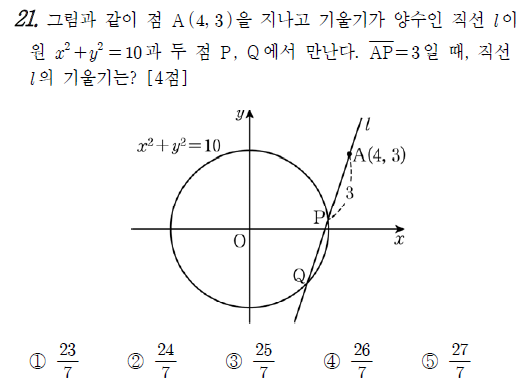 21. 그림과 같이 점 A(4, 3)을 지나고 기울기가 양수인 직선 l이
원 x²+y²=10과 두 점 P, Q에서 만난다. A̅P̅=3일 때, 직선
l의 기울기는? [4점]
y
l
x²+y²=10
A(4, 3)
3
P
O
x
Q
① 23/7 ② 24/7 ③ 25/7 ④ 26/7 ⑤ 27/7